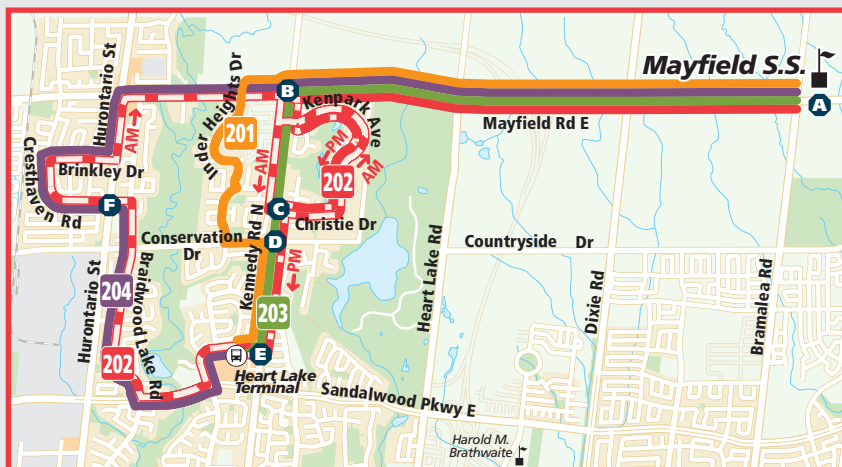 Mayfield S.S.
A
B
Mayfield Rd E
Hurontario St
Inder Heights Dr
Kenpark
Ave
201
AM
PM
AM
AM
202
Brinkley Dr
Cresthaven Rd
F
C
Christie Dr
Kennedy Rd N
Conservation
Dr
D
Countryside Dr
PM
Hurontario St
204
Braidwood Lake Rd
203
Heart Lake Rd
Dixie Rd
Bramalea Rd
202
E
Heart Lake
Terminal
Sandalwood Pkwy E
Harold M.
Brathwaite